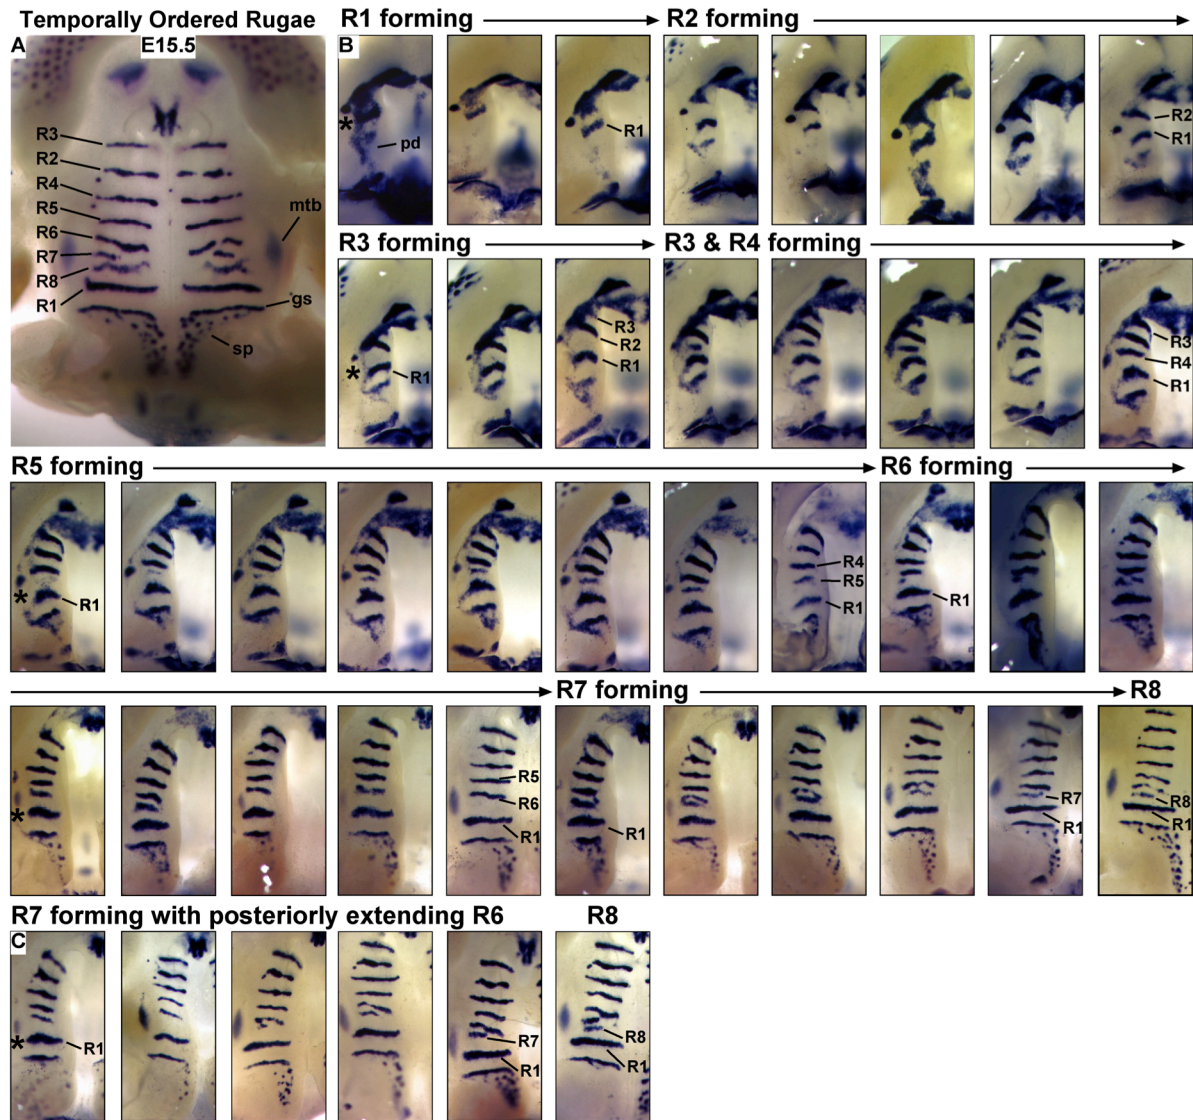 Temporally Ordered Rugae
A
E15.5
R3
R2
R4
R5
R6
R7
R8
R1
mtb
gs
sp
R1 forming
R2 forming
B
*
pd
R1
R2
R1
R3 forming
R3 & R4 forming
*
R1
R3
R2
R1
R3
R4
R1
R5 forming
R6 forming
*
R1
R4
R5
R1
R1
R7 forming
R8
*
R5
R6
R1
R1
R7
R1
R8
R1
R7 forming with posteriorly extending R6
R8
C
*
R1
R7
R1
R8
R1